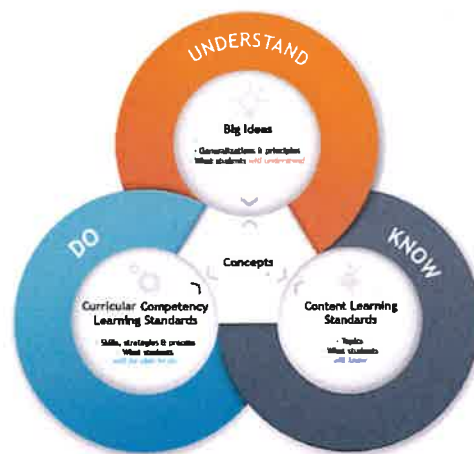 UNDERSTAND
Big Ideas
· Generalizations & principles
· What students will understand
DO
KNOW
Concepts
Curricular Competency
Learning Standards
· Skills, strategies & process
What students
will be able to do
Content Learning
Standards
· Topics
What students
will know